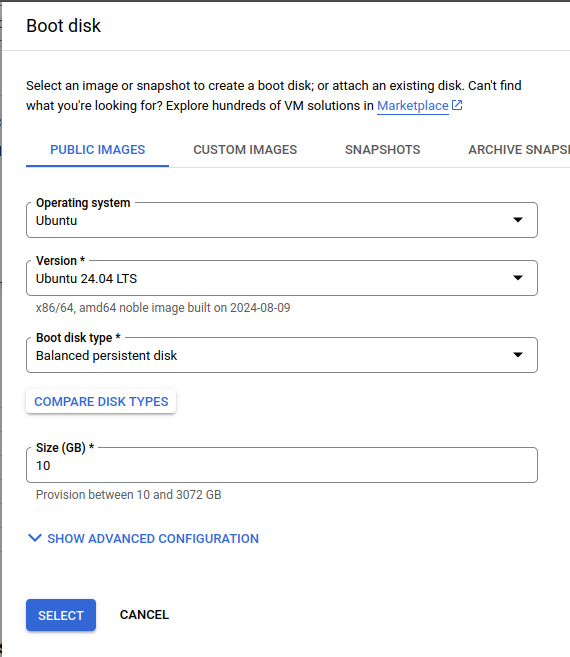 Boot disk
Select an image or snapshot to create a boot disk; or attach an existing disk. Can't find
what you're looking for? Explore hundreds of VM solutions in Marketplace
PUBLIC IMAGES CUSTOM IMAGES SNAPSHOTS ARCHIVE SNAPS
Operating system
Ubuntu
Version *
Ubuntu 24.04 LTS
x86/64, amd64 noble image built on 2024-08-09
Boot disk type *
Balanced persistent disk
COMPARE DISK TYPES
Size (GB) *
10
Provision between 10 and 3072 GB
SHOW ADVANCED CONFIGURATION
SELECT CANCEL